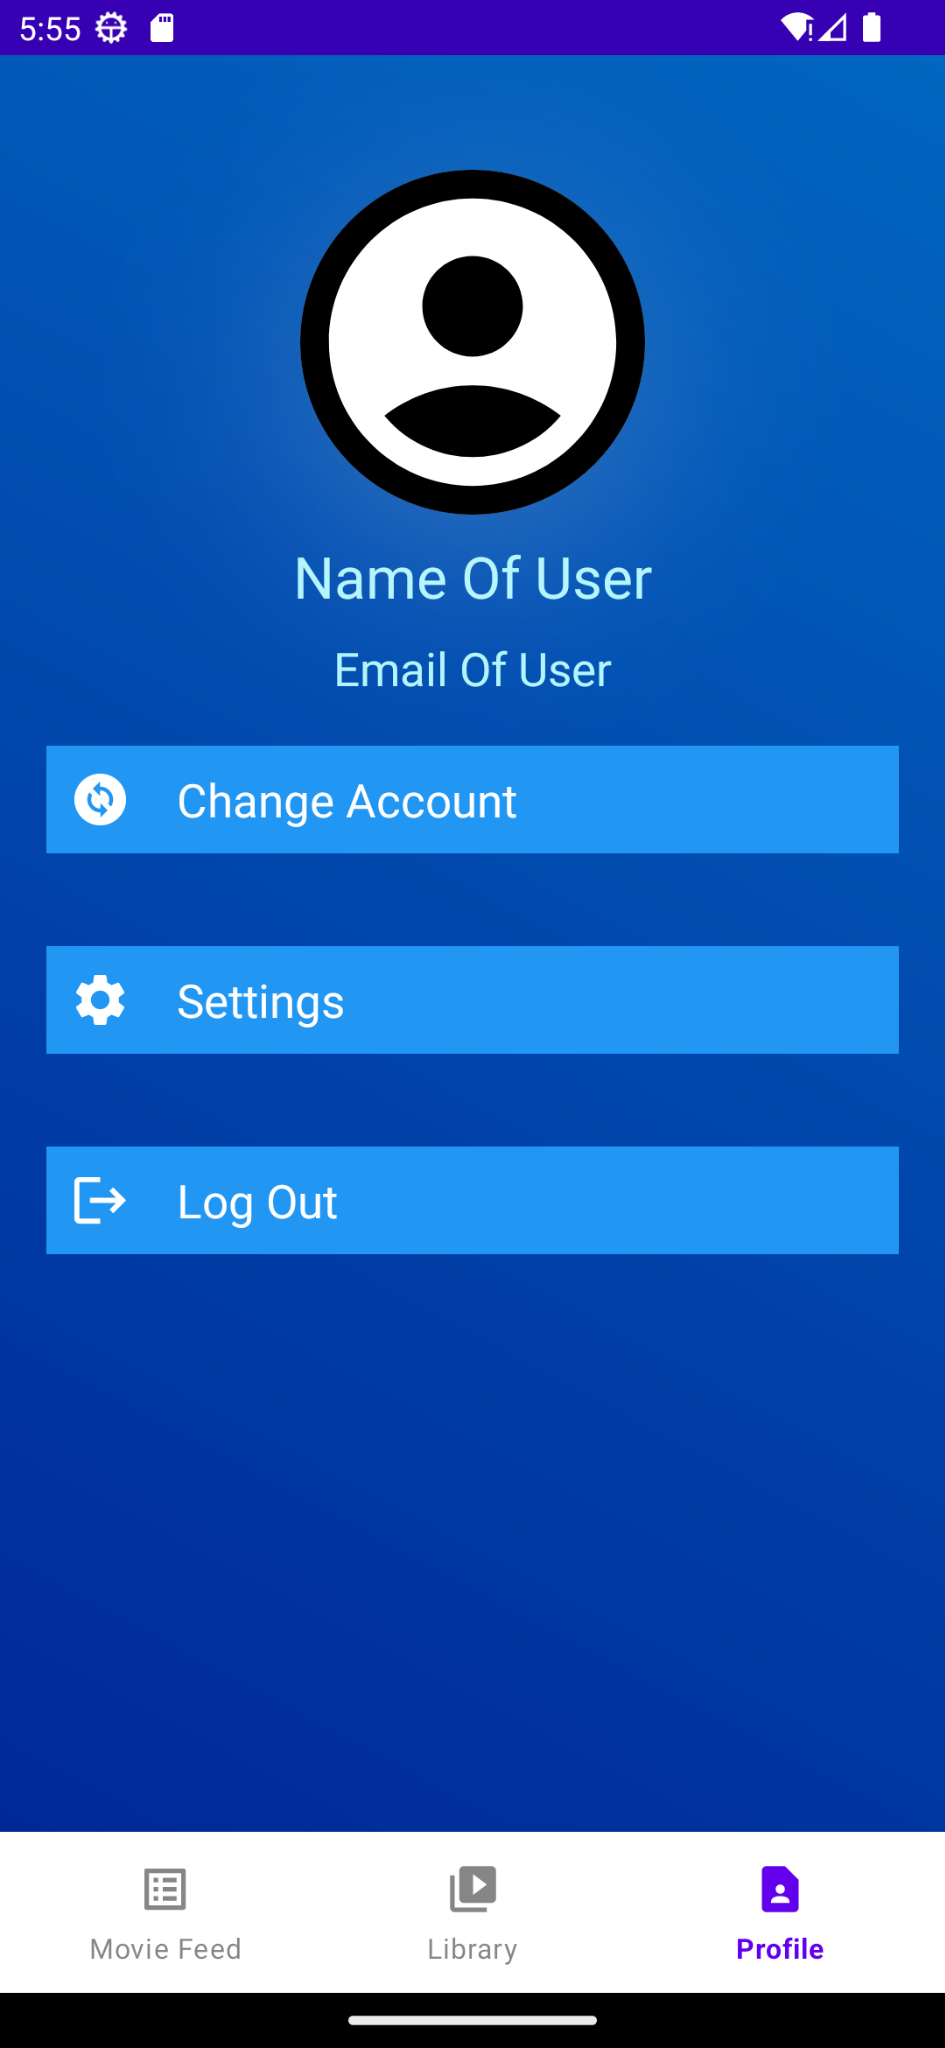 5:55
Name Of User
Email Of User
Change Account
Settings
Log Out
Movie Feed
Library
Profile